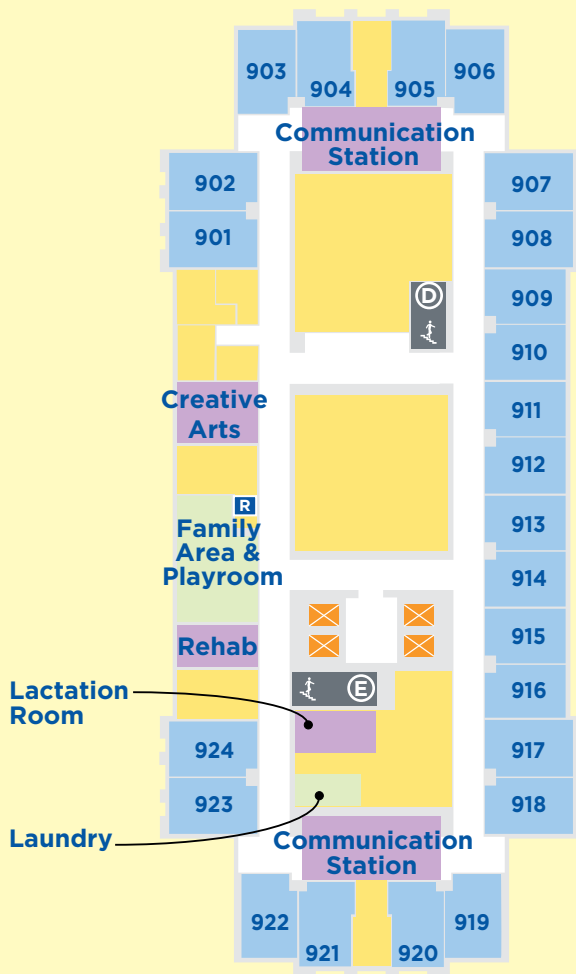 903
904
905
906
Communication
Station
902
901
907
908
D
909
910
Creative
Arts
911
912
R
Family
Area &
Playroom
913
914
Rehab
915
916
E
Lactation
Room
924
923
917
918
Laundry
Communication
Station
922
921
920
919